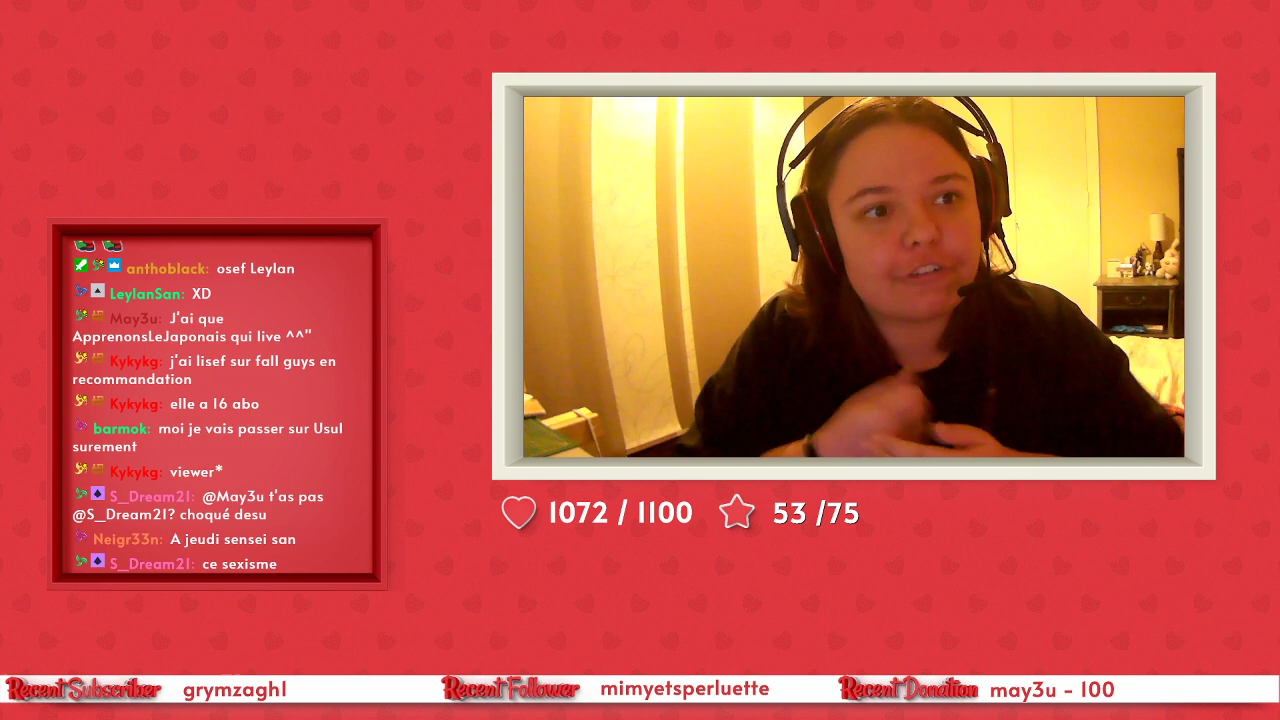 anthoblack: osef Leylan
LeylanSan: XD
May3u: J'ai que
ApprenonsLeJaponais qui live ^^"
Kykykg: j'ai lisef sur fall guys en
recommandation
Kykykg: elle a 16 abo
barmok: moi je vais passer sur Usul
surement
Kykykg: viewer*
S_Dream21: @May3u t'as pas
@S_Dream21? choqué desu
Neigr33n: A jeudi sensei san
S_Dream21: ce sexisme
1072 / 1100 53 /75
Recent Subscriber grymzaghl Recent Follower mimyetsperluette Recent Donation may3u - 100